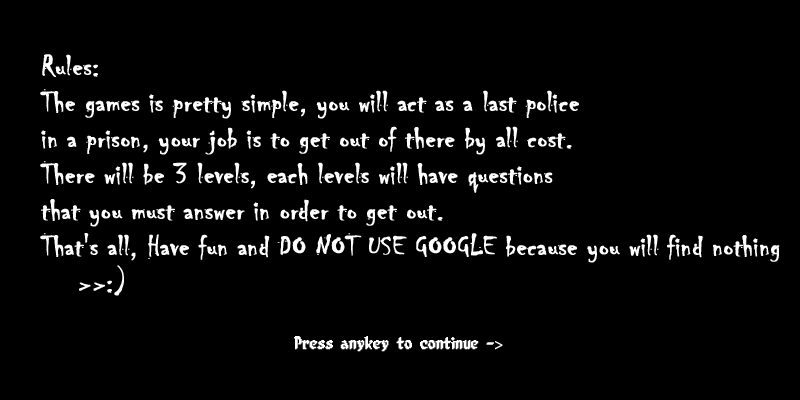 Rules:
The games is pretty simple, you will act as a last police
in a prison, your job is to get out of there by all cost.
There will be 3 levels, each levels will have questions
that you must answer in order to get out.
That's all, Have fun and DO NOT USE GOOGLE because you will find nothing
>>:)
Press anykey to continue ->